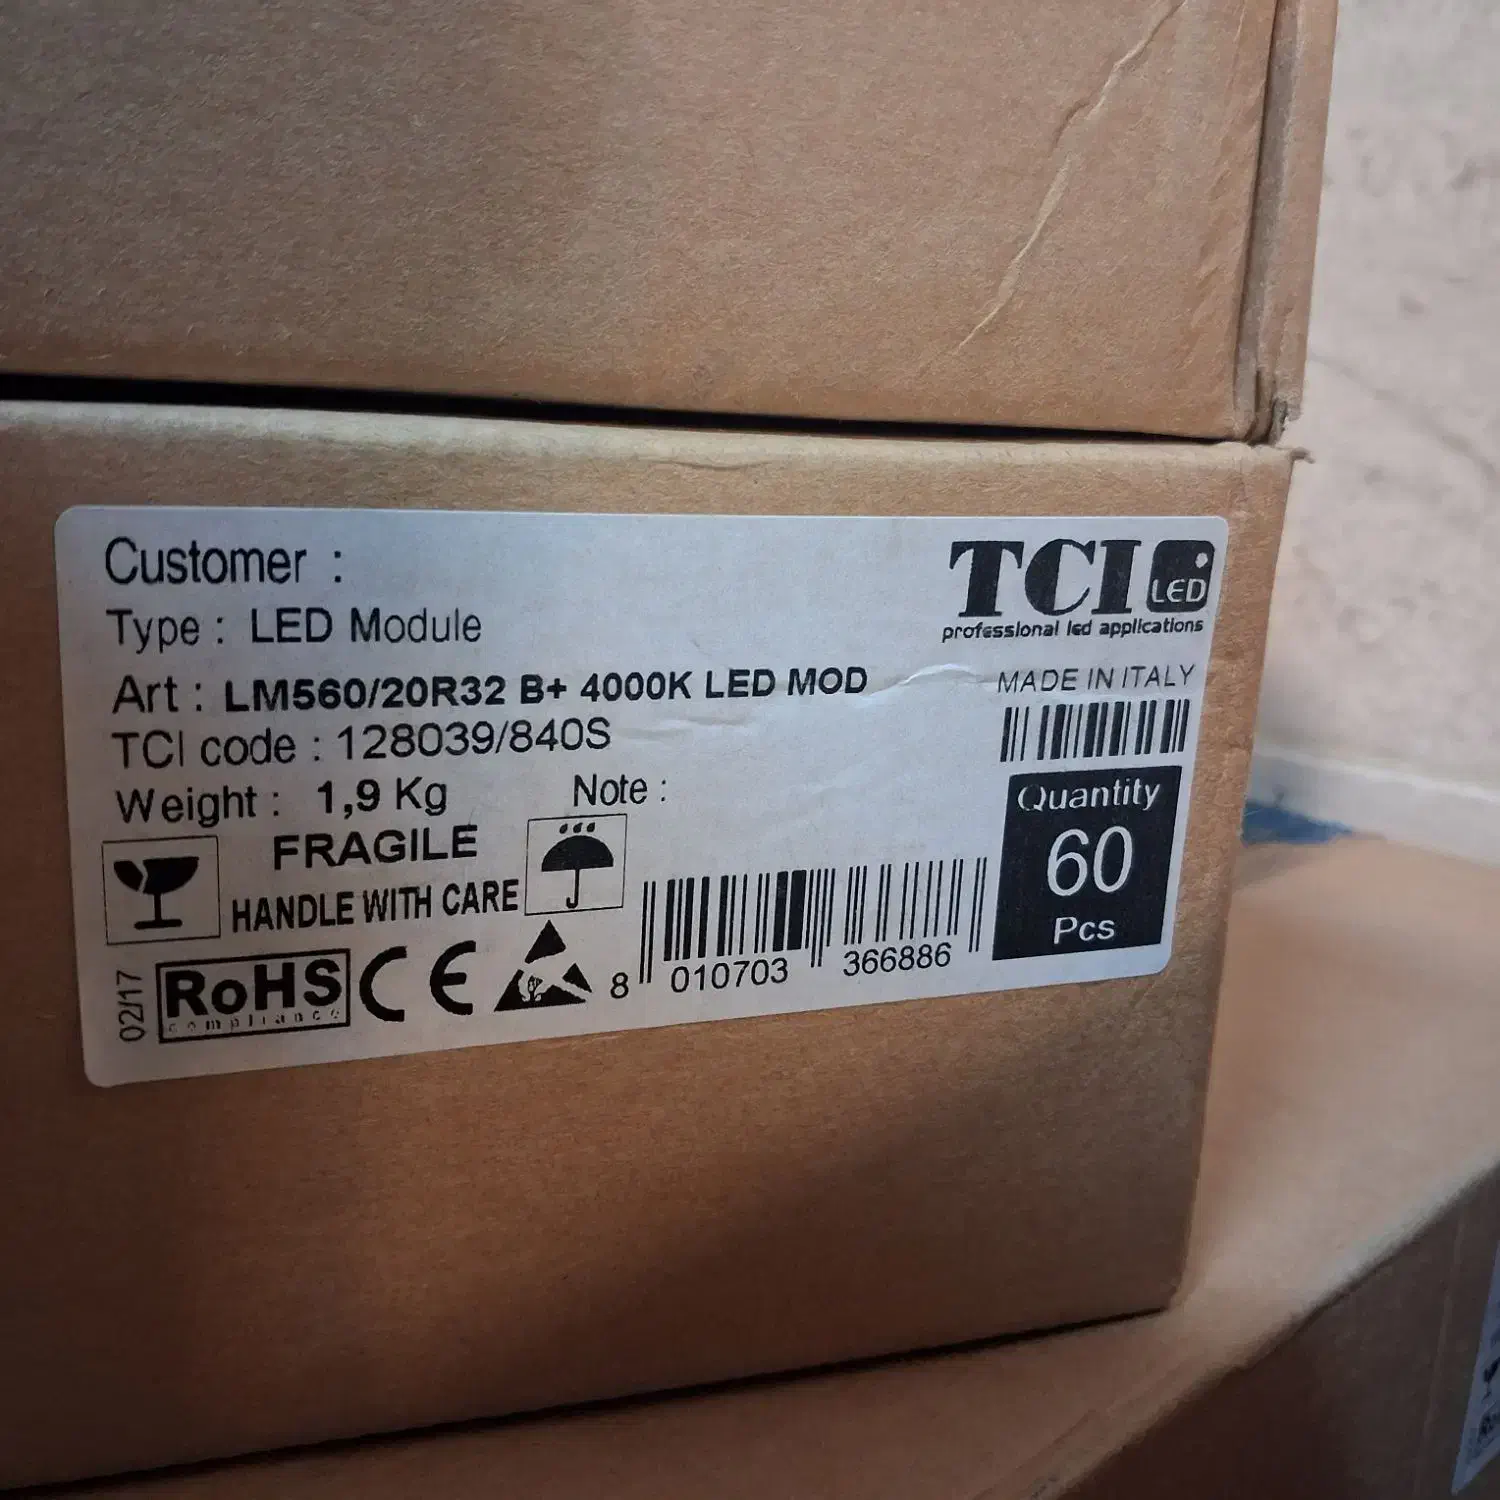 Customer :
Type : LED Module
Art : LM560/20R32 B+ 4000K LED MOD
TCI code : 128039/840S
Weight : 1,9 Kg
Note :
FRAGILE
HANDLE WITH CARE
02/17
RoHS
compliance
CE
8 010703 366886
TCI LED
professional led applications
MADE IN ITALY
Quantity
60
Pcs